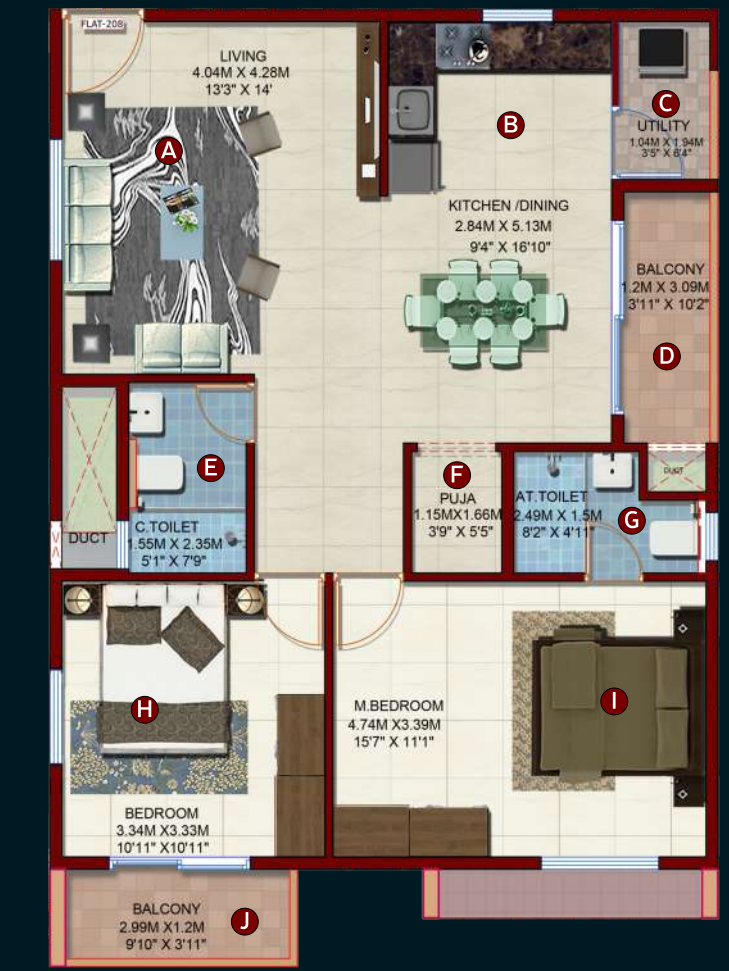 FLAT-208
LIVING
4.04M X 4.28M
13'3" X 14'
A
B
C
UTILITY
1.04M X 1.94M
3'5" X 6'4"
KITCHEN /DINING
2.84M X 5.13M
9'4" X 16'10"
BALCONY
1.2M X 3.09M
3'11" X 10'2"
D
E
C.TOILET
1.55M X 2.35M
5'1" X 7'9"
DUCT
F
PUJA
1.15MX1.66M
3'9" X 5'5"
AT.TOILET
2.49M X 1.5M
8'2" X 4'11"
G
DUCT
H
BEDROOM
3.34M X3.33M
10'11" X10'11"
M.BEDROOM
4.74M X3.39M
15'7" X 11'1"
I
BALCONY
2.99M X1.2M
9'10" X 3'11"
J